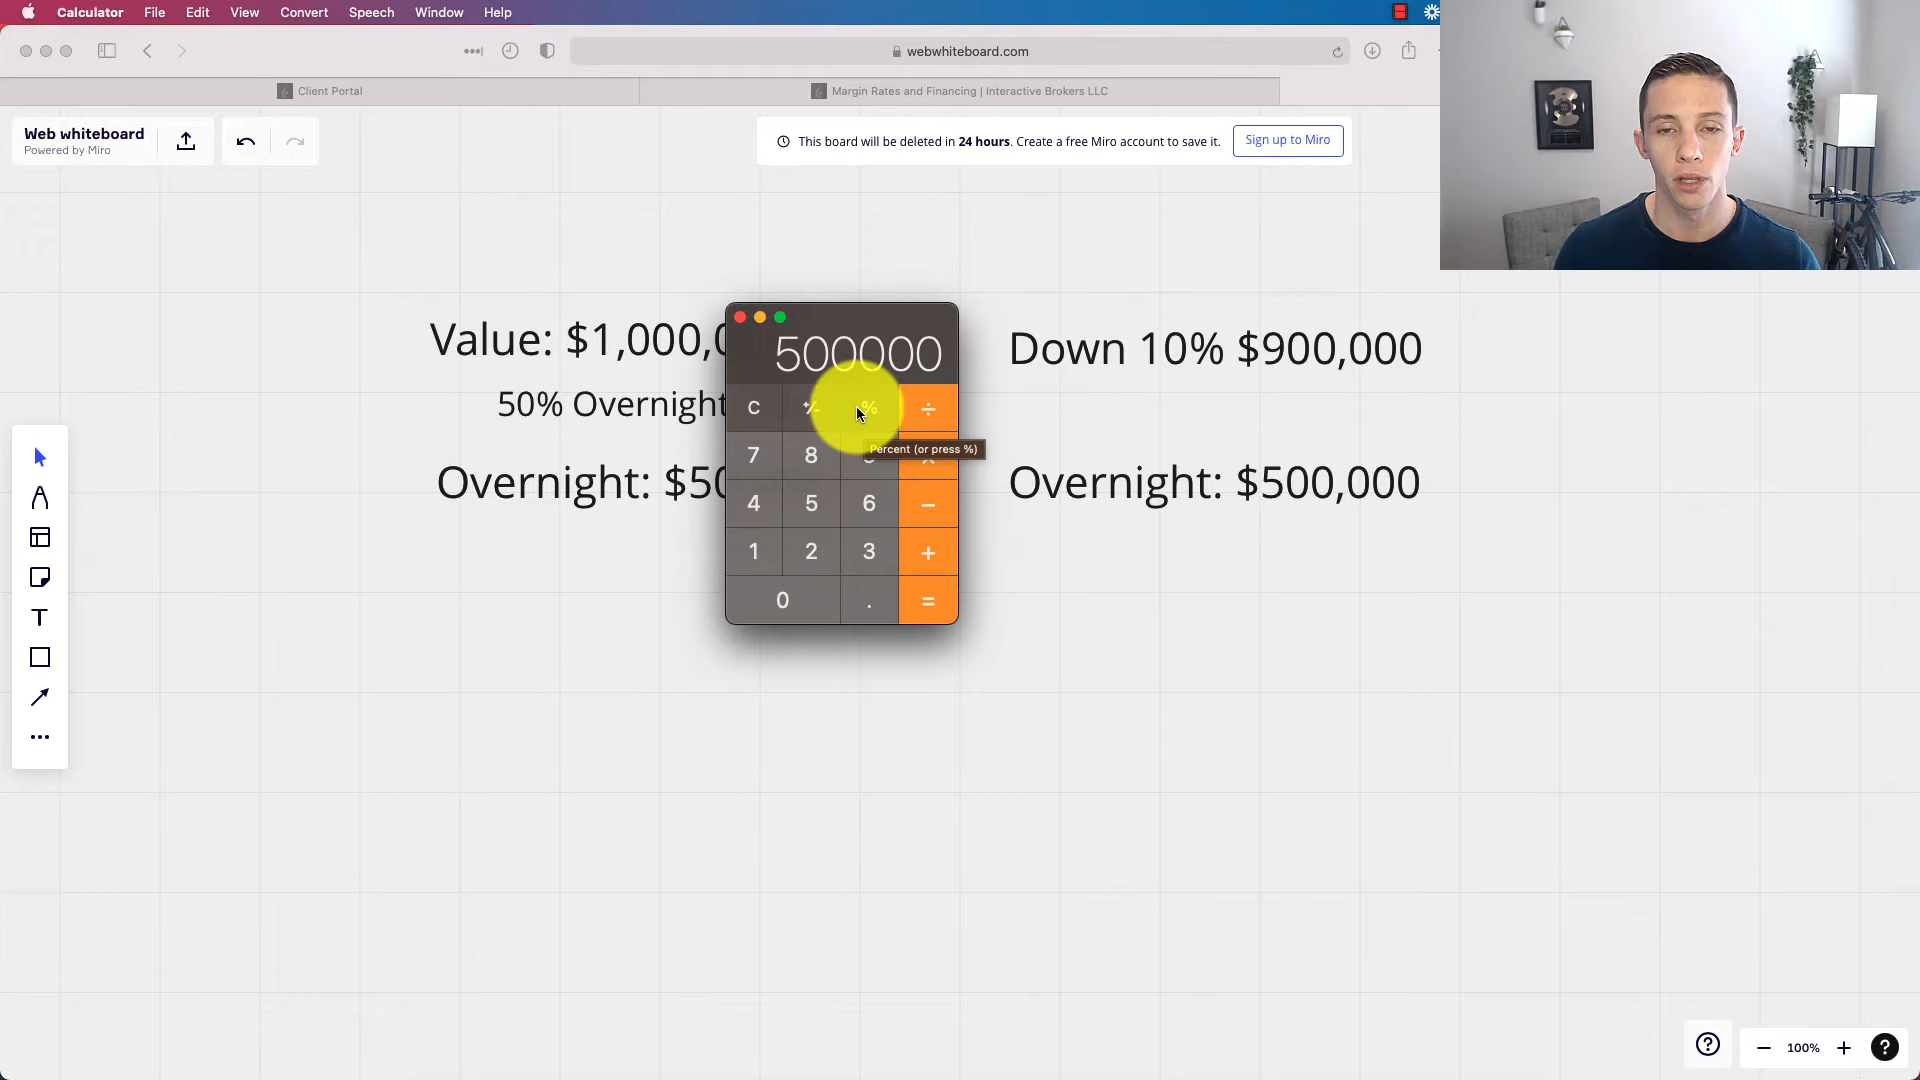 Calculator File Edit View Convert Speech Window Help
webwhiteboard.com
Client Portal
Margin Rates and Financing | Interactive Brokers LLC
Web whiteboard
Powered by Miro
This board will be deleted in 24 hours. Create a free Miro account to save it.
Sign up to Miro
Value: $1,000,0
50% Overnight
Overnight: $50
500000
C ⁺⁄₋ % ÷
Percent (or press %)
7 8
4 5 6 −
1 2 3 +
0 . =
Down 10% $900,000
Overnight: $500,000
T
100%